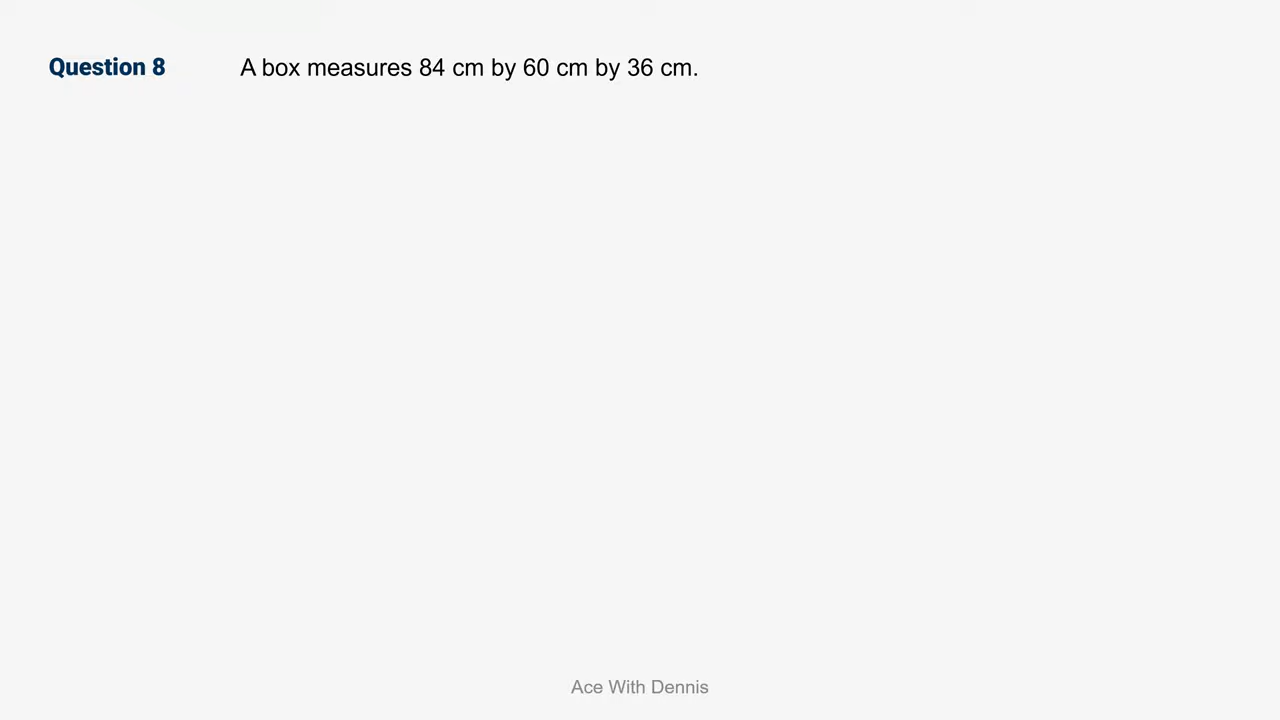 Question 8 A box measures 84 cm by 60 cm by 36 cm.
Ace With Dennis